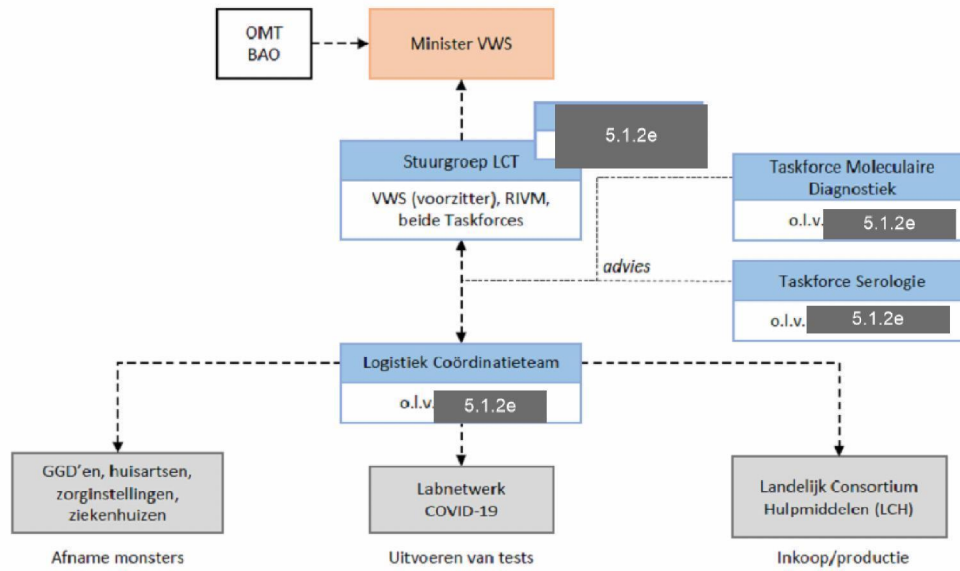 OMT
BAO
Minister VWS
5.1.2e
Stuurgroep LCT
VWS (voorzitter), RIVM,
beide Taskforces
Taskforce Moleculaire
Diagnostiek
o.l.v. 5.1.2e
advies
Taskforce Serologie
o.l.v. 5.1.2e
Logistiek Coördinatieteam
o.l.v. 5.1.2e
GGD'en, huisartsen,
zorginstellingen,
ziekenhuizen
Labnetwerk
COVID-19
Landelijk Consortium
Hulpmiddelen (LCH)
Afname monsters
Uitvoeren van tests
Inkoop/productie